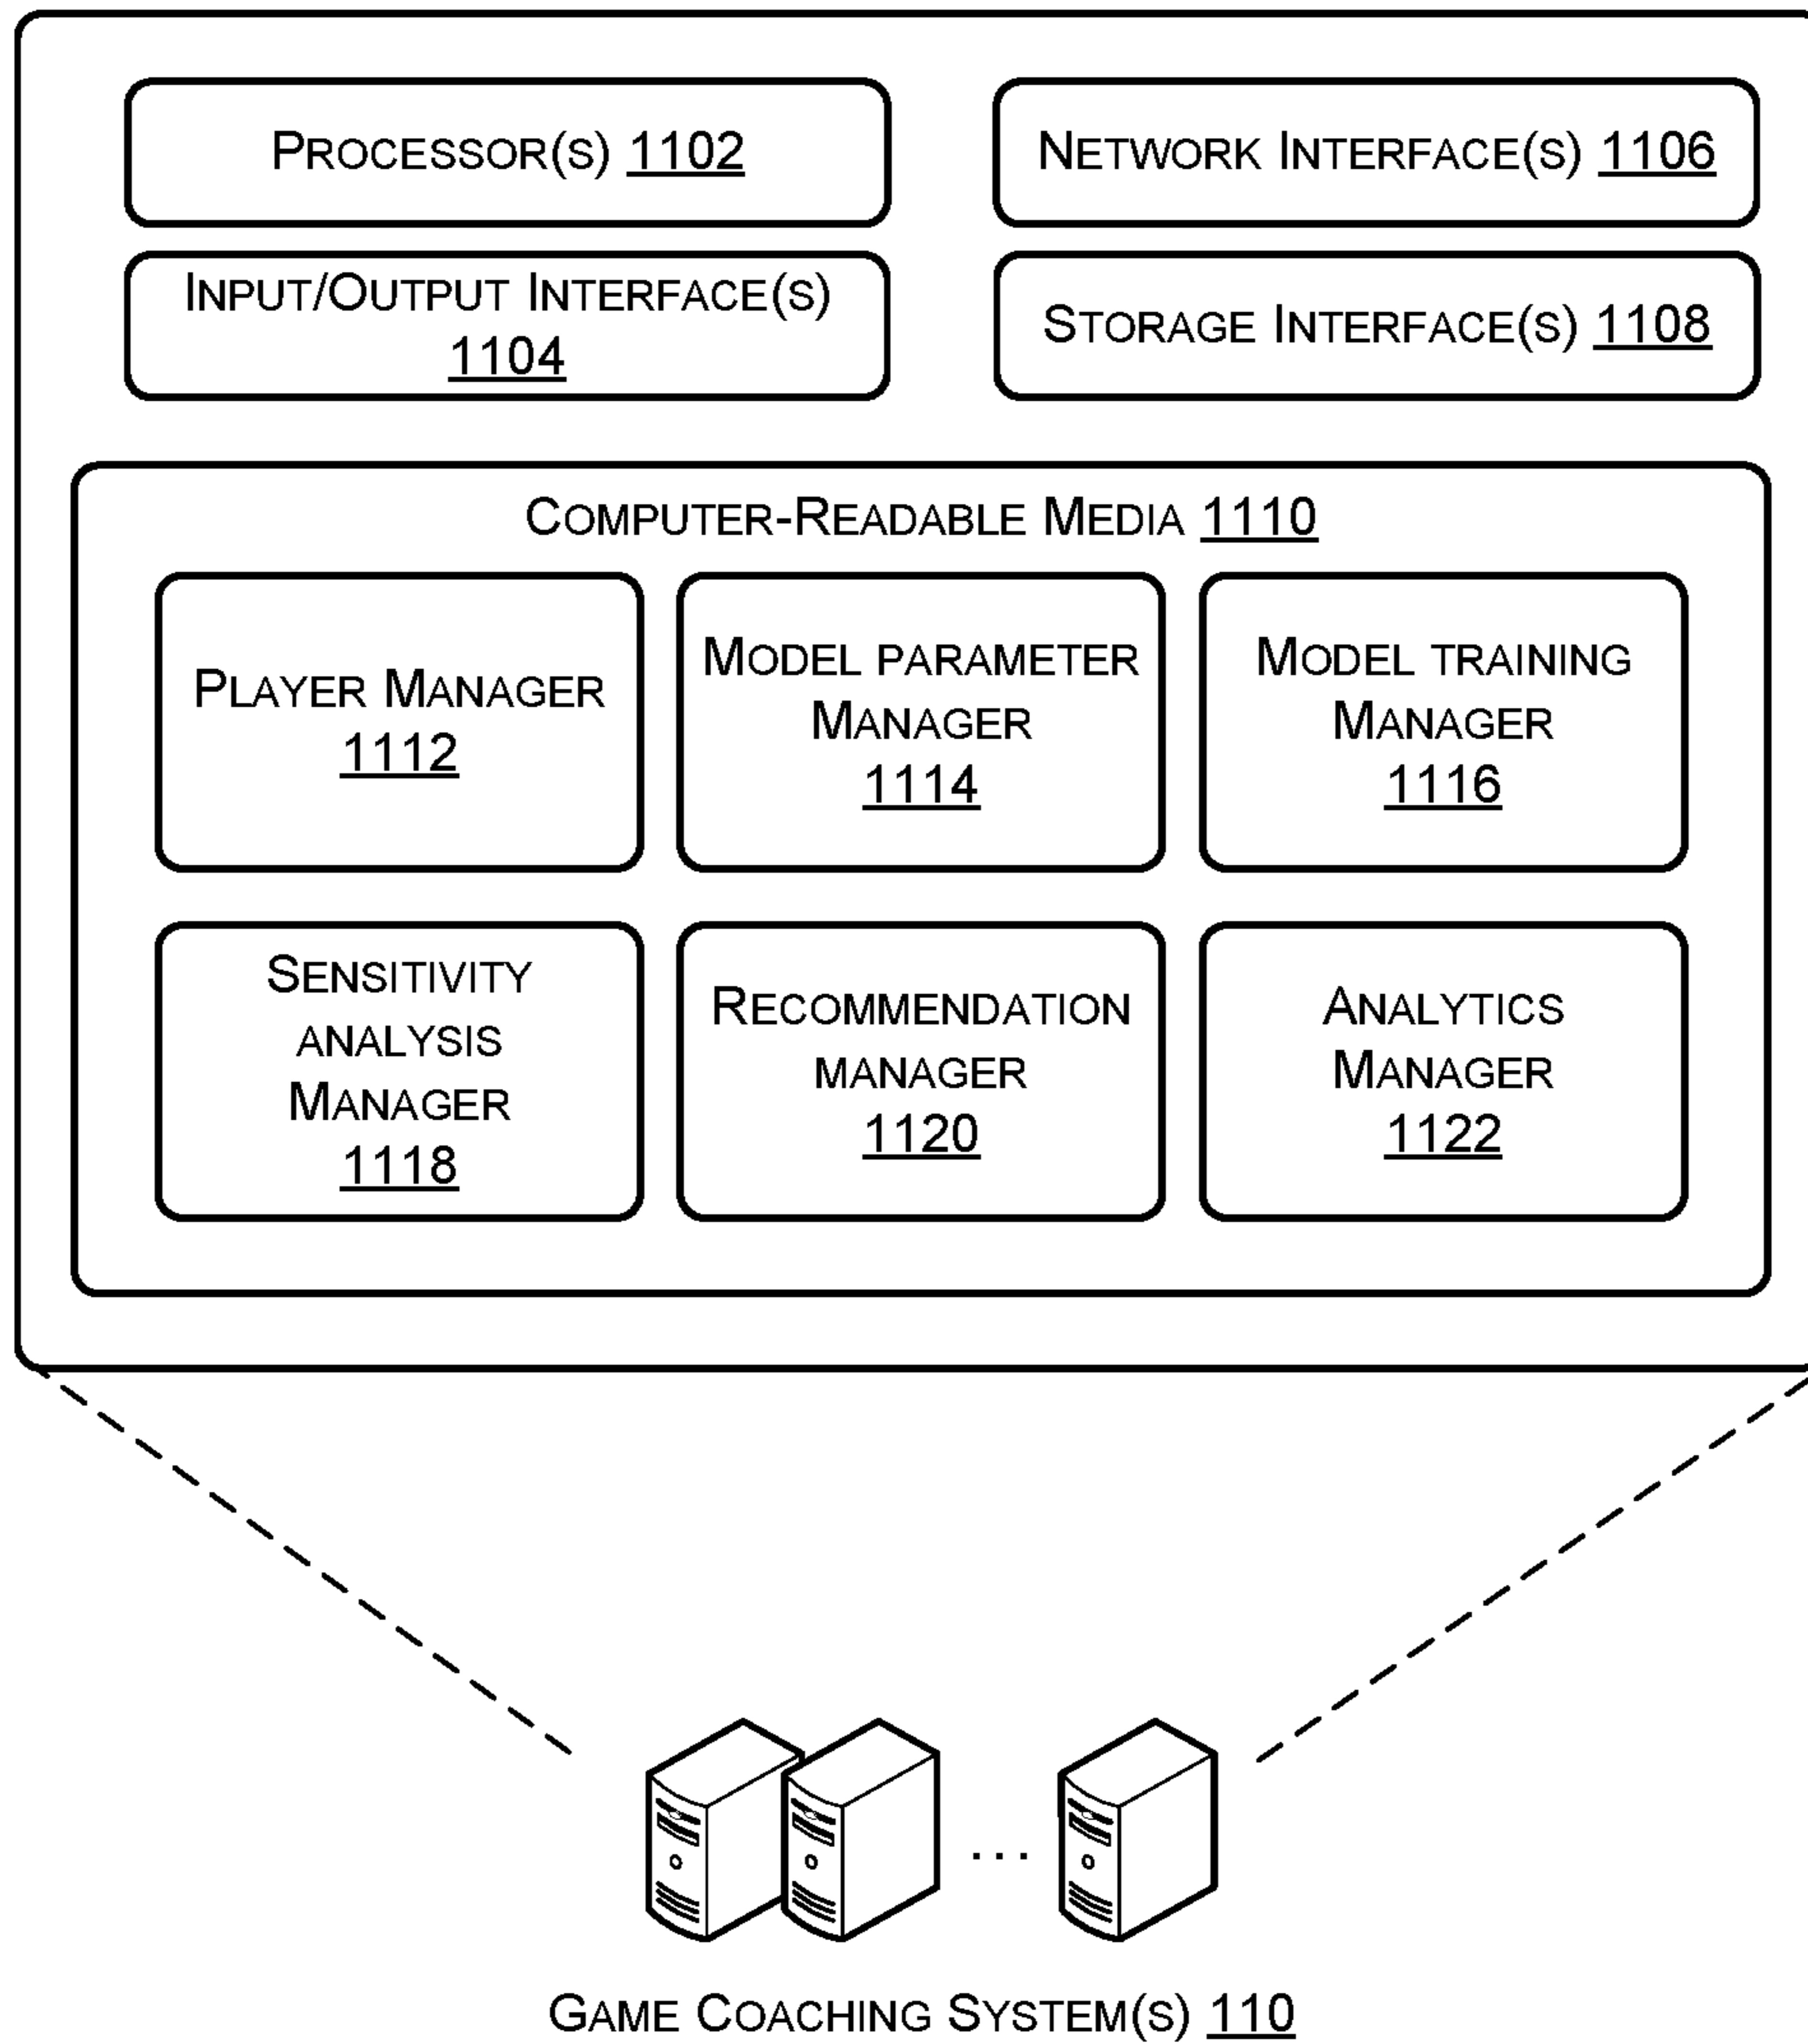 Processor(s) 1102
Network Interface(s) 1106
Input/Output Interface(s)
1104
Storage Interface(s) 1108
Computer-Readable Media 1110
Player Manager
1112
Model parameter
Manager
1114
Model training
Manager
1116
Sensitivity
analysis
Manager
1118
Recommendation
manager
1120
Analytics
Manager
1122
...
Game Coaching System(s) 110